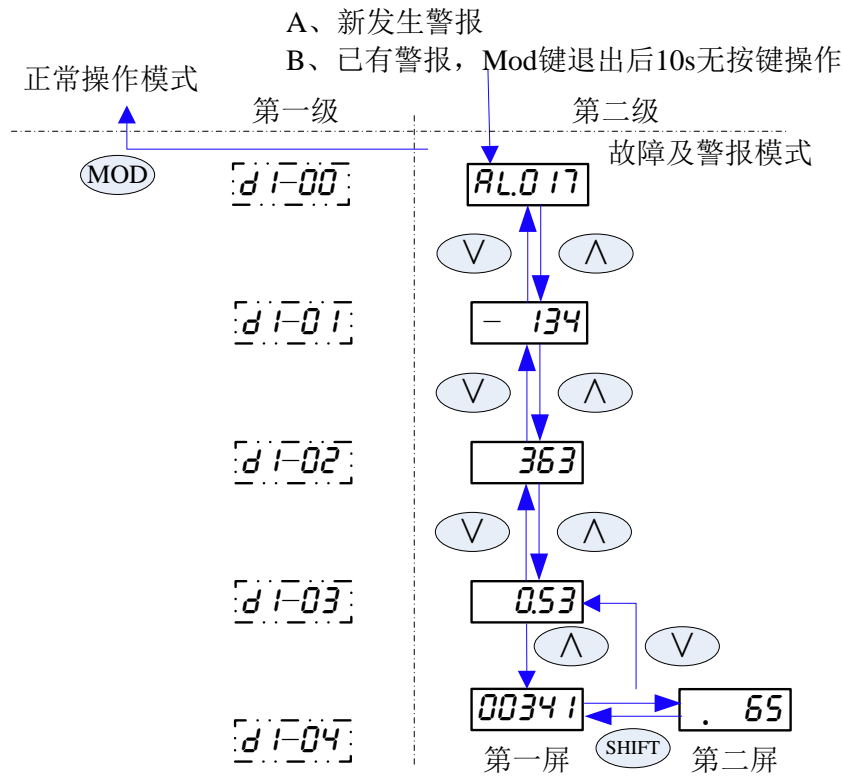 A、新发生警报
B、已有警报，Mod键退出后10s无按键操作
正常操作模式
第一级
第二级
故障及警报模式
MOD
d1-00
AL.017
∨ ∧
d1-01
- 134
∨ ∧
d1-02
363
∨ ∧
d1-03
0.53
∧ ∨
d1-04
00341
. 65
SHIFT
第一屏
第二屏